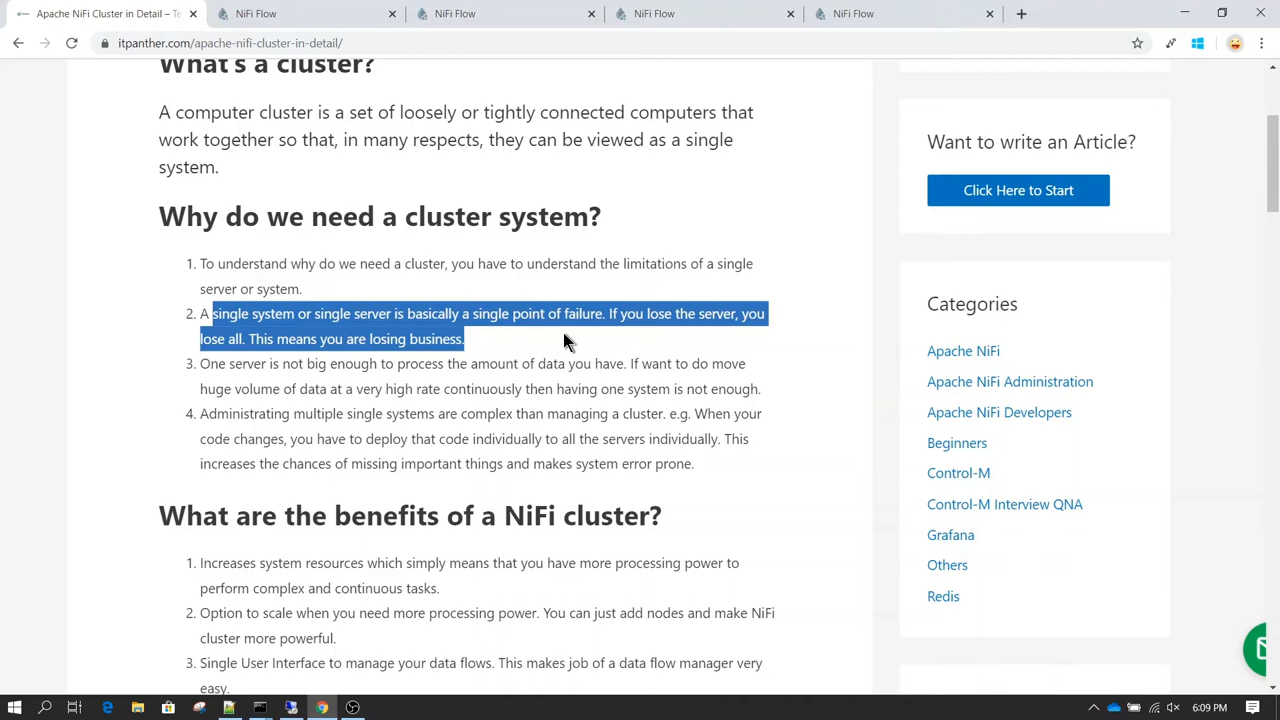 Apache NiFi Cluster in Detail – Te
NiFi Flow
NiFi Flow
NiFi Flow
NiFi Flow
itpanther.com/apache-nifi-cluster-in-detail/
What's a cluster?
A computer cluster is a set of loosely or tightly connected computers that
work together so that, in many respects, they can be viewed as a single
system.
Why do we need a cluster system?
1. To understand why do we need a cluster, you have to understand the limitations of a single
server or system.
2. A single system or single server is basically a single point of failure. If you lose the server, you
lose all. This means you are losing business.
3. One server is not big enough to process the amount of data you have. If want to do move
huge volume of data at a very high rate continuously then having one system is not enough.
4. Administrating multiple single systems are complex than managing a cluster. e.g. When your
code changes, you have to deploy that code individually to all the servers individually. This
increases the chances of missing important things and makes system error prone.
What are the benefits of a NiFi cluster?
1. Increases system resources which simply means that you have more processing power to
perform complex and continuous tasks.
2. Option to scale when you need more processing power. You can just add nodes and make NiFi
cluster more powerful.
3. Single User Interface to manage your data flows. This makes job of a data flow manager very
easy.
Want to write an Article?
Click Here to Start
Categories
Apache NiFi
Apache NiFi Administration
Apache NiFi Developers
Beginners
Control-M
Control-M Interview QNA
Grafana
Others
Redis
6:09 PM